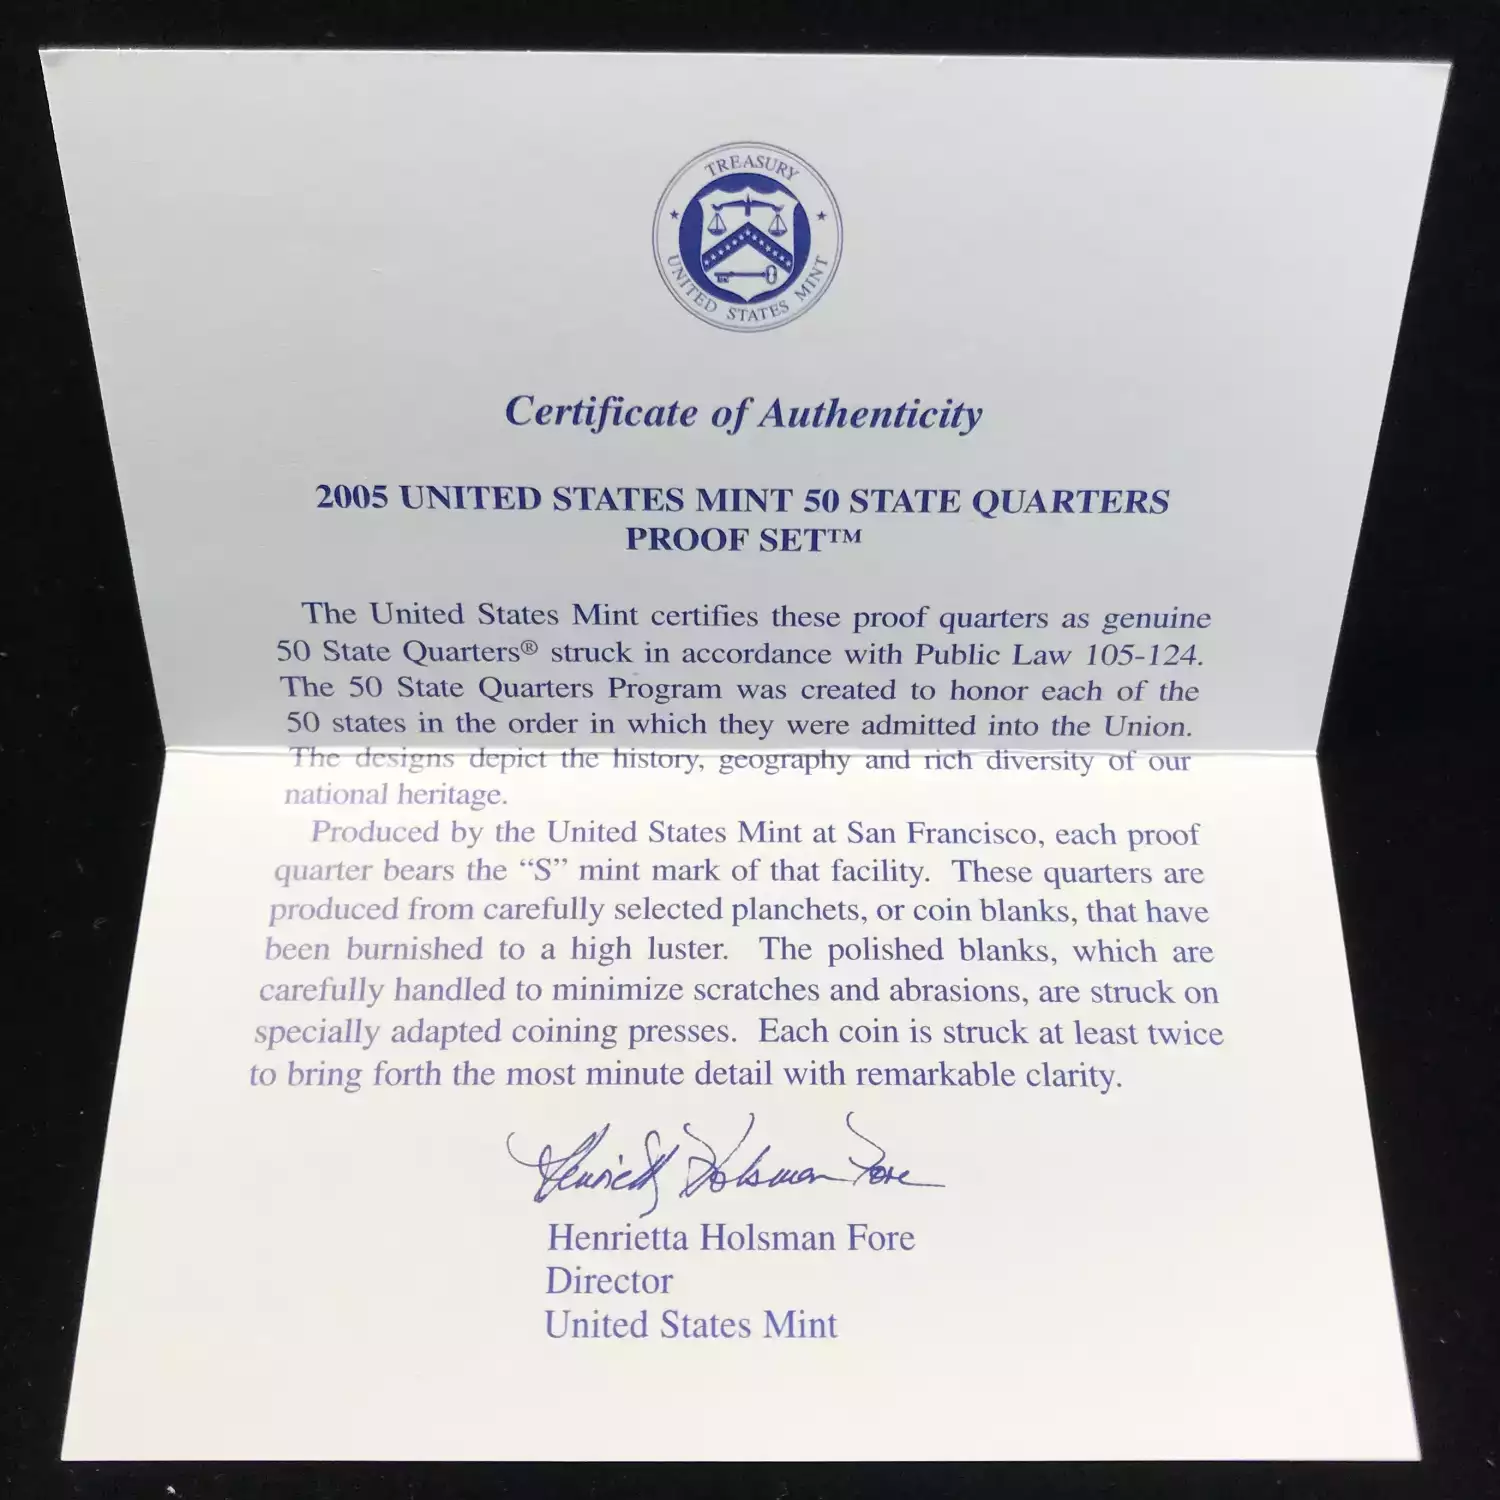 TREASURY
UNITED STATES MINT
Certificate of Authenticity
2005 UNITED STATES MINT 50 STATE QUARTERS
PROOF SET™
The United States Mint certifies these proof quarters as genuine
50 State Quarters® struck in accordance with Public Law 105-124.
The 50 State Quarters Program was created to honor each of the
50 states in the order in which they were admitted into the Union.
The designs depict the history, geography and rich diversity of our
national heritage.
Produced by the United States Mint at San Francisco, each proof
quarter bears the “S” mint mark of that facility. These quarters are
produced from carefully selected planchets, or coin blanks, that have
been burnished to a high luster. The polished blanks, which are
carefully handled to minimize scratches and abrasions, are struck on
specially adapted coining presses. Each coin is struck at least twice
to bring forth the most minute detail with remarkable clarity.
Henrietta Holsman Fore
Henrietta Holsman Fore
Director
United States Mint